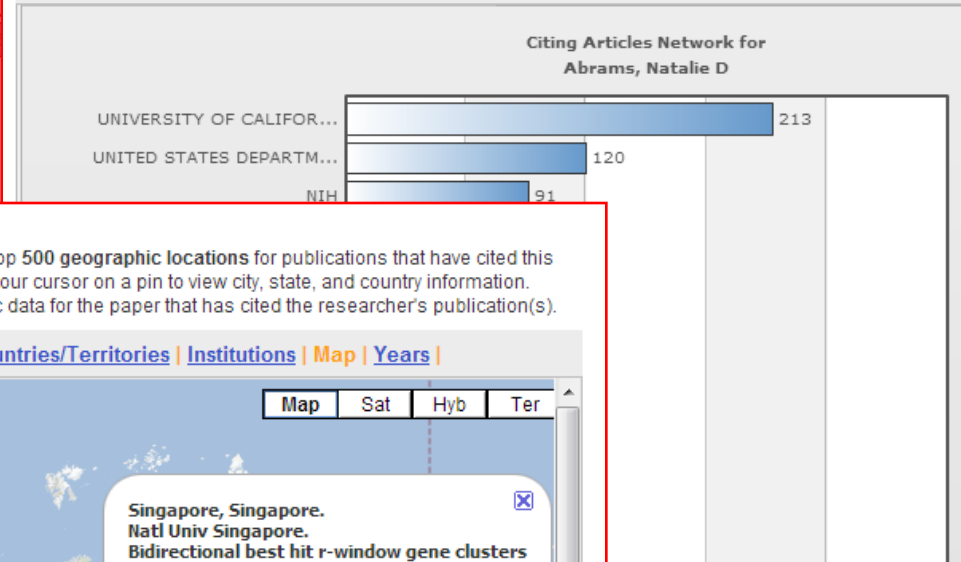 Citing Articles Network for
Abrams, Natalie D
UNIVERSITY OF CALIFOR... 213
UNITED STATES DEPARTM... 120
NIH 91
500 geographic locations for publications that have cited this
our cursor on a pin to view city, state, and country information.
data for the paper that has cited the researcher's publication(s).
untries/Territories | Institutions | Map | Years |
Map Sat Hyb Ter
Singapore, Singapore.
Natl Univ Singapore.
Bidirectional best hit r-window gene clusters